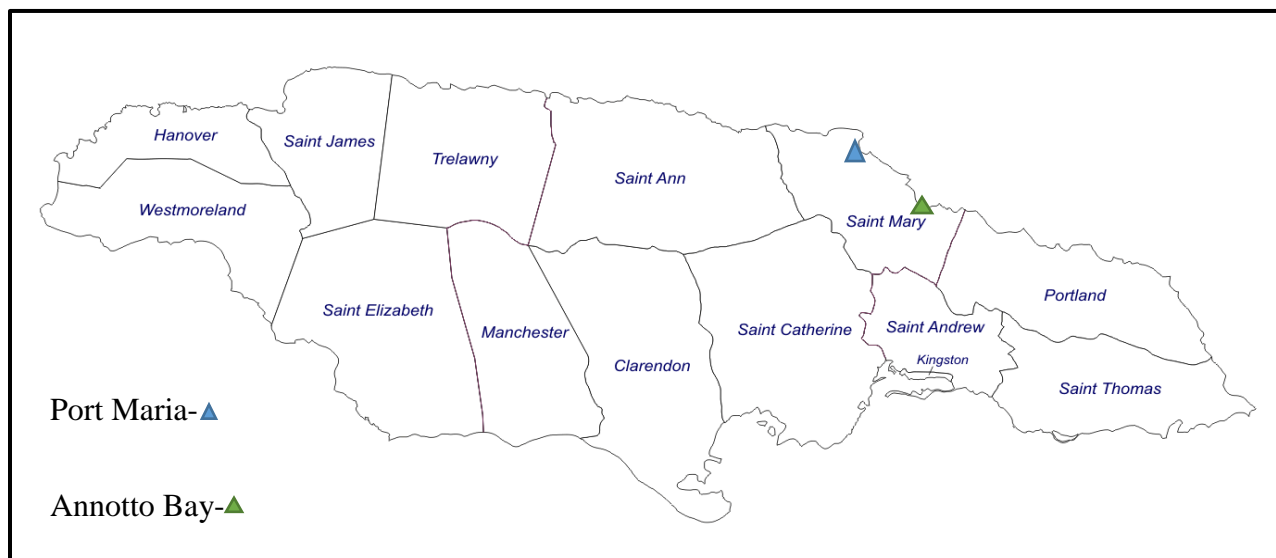 Hanover
Saint James
Trelawny
Saint Ann
Westmoreland
Saint Mary
Saint Elizabeth
Manchester
Clarendon
Saint Catherine
Saint Andrew
Kingston
Portland
Saint Thomas
Port Maria-
Annotto Bay-